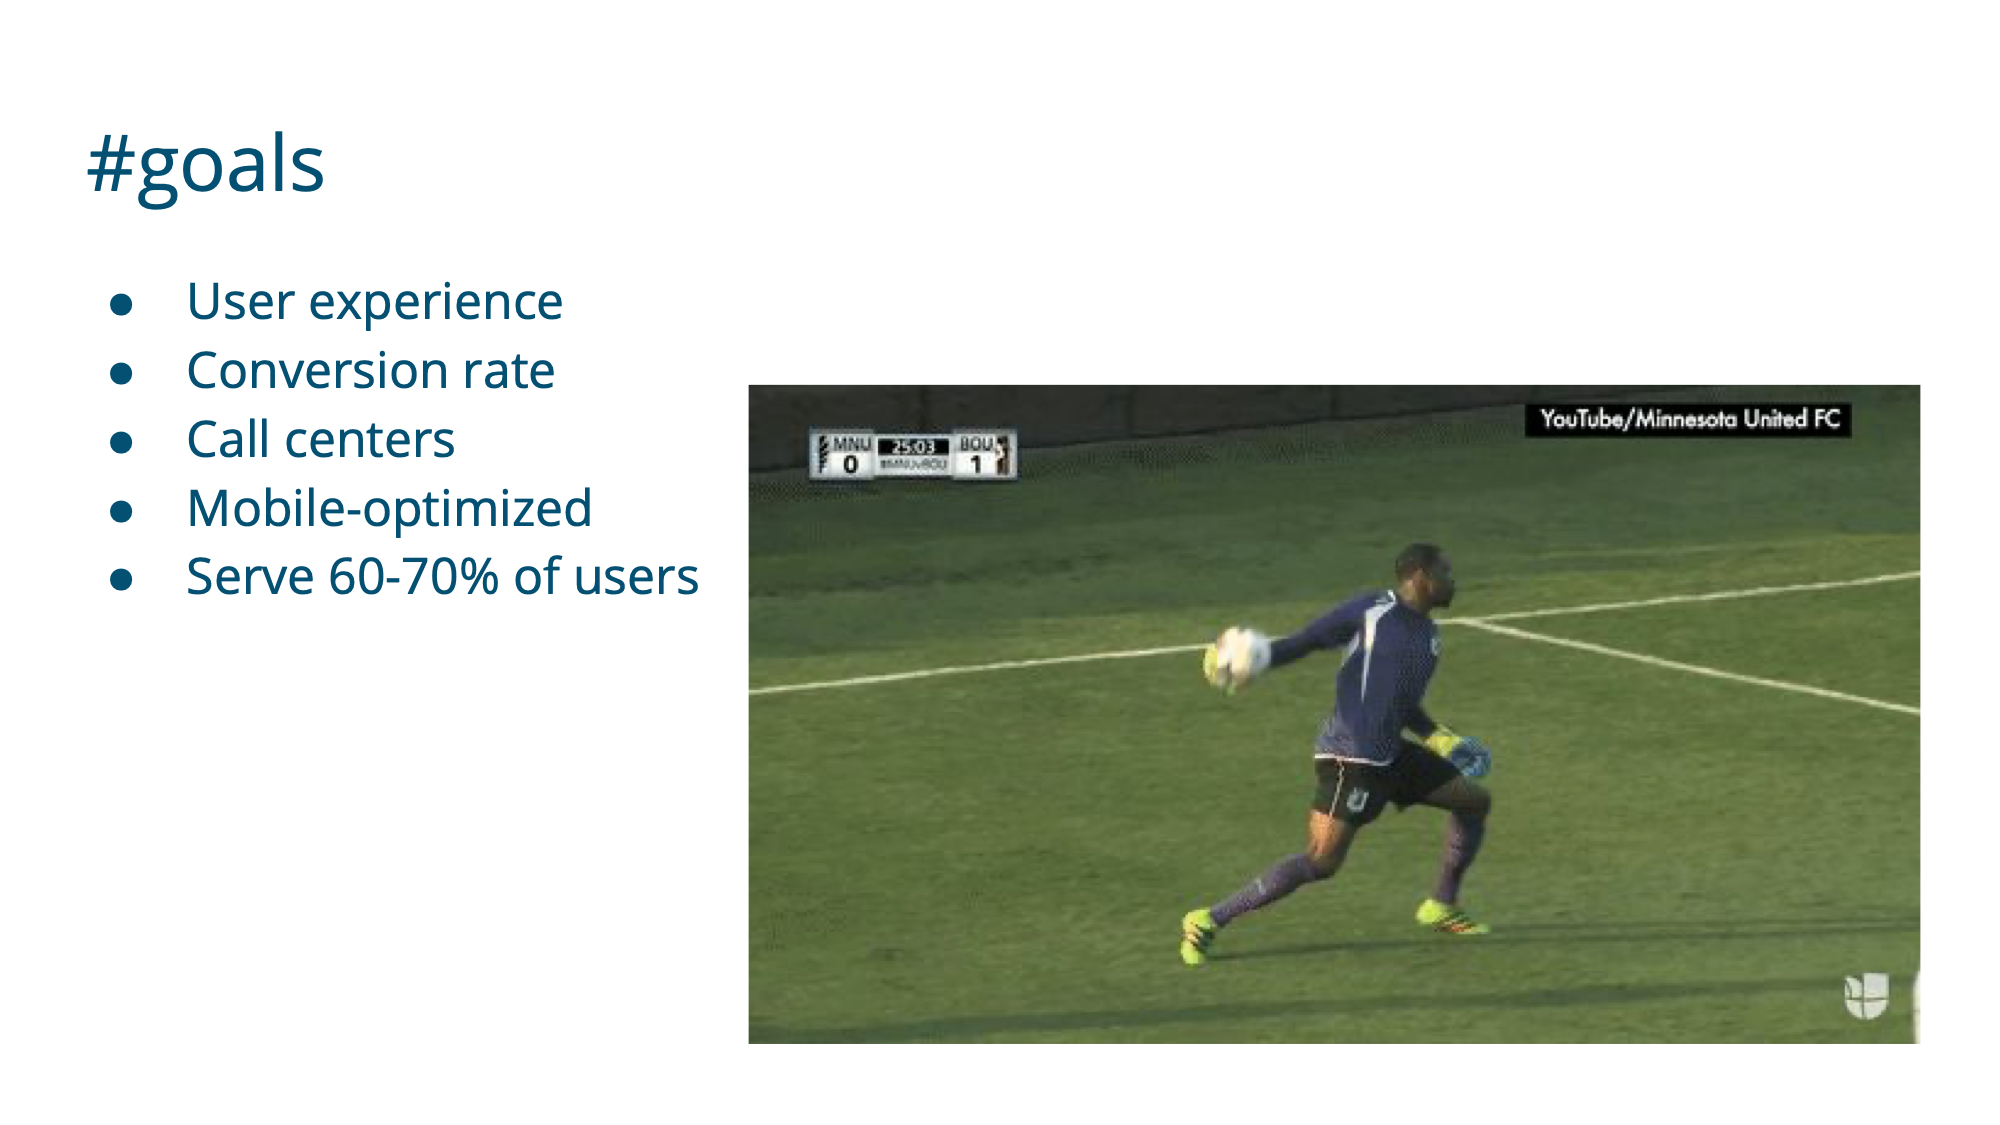 #goals
● User experience
● Conversion rate
● Call centers
● Mobile-optimized
● Serve 60-70% of users
YouTube/Minnesota United FC
MNU 25:03 BOU
0 #MNUvBOU 1